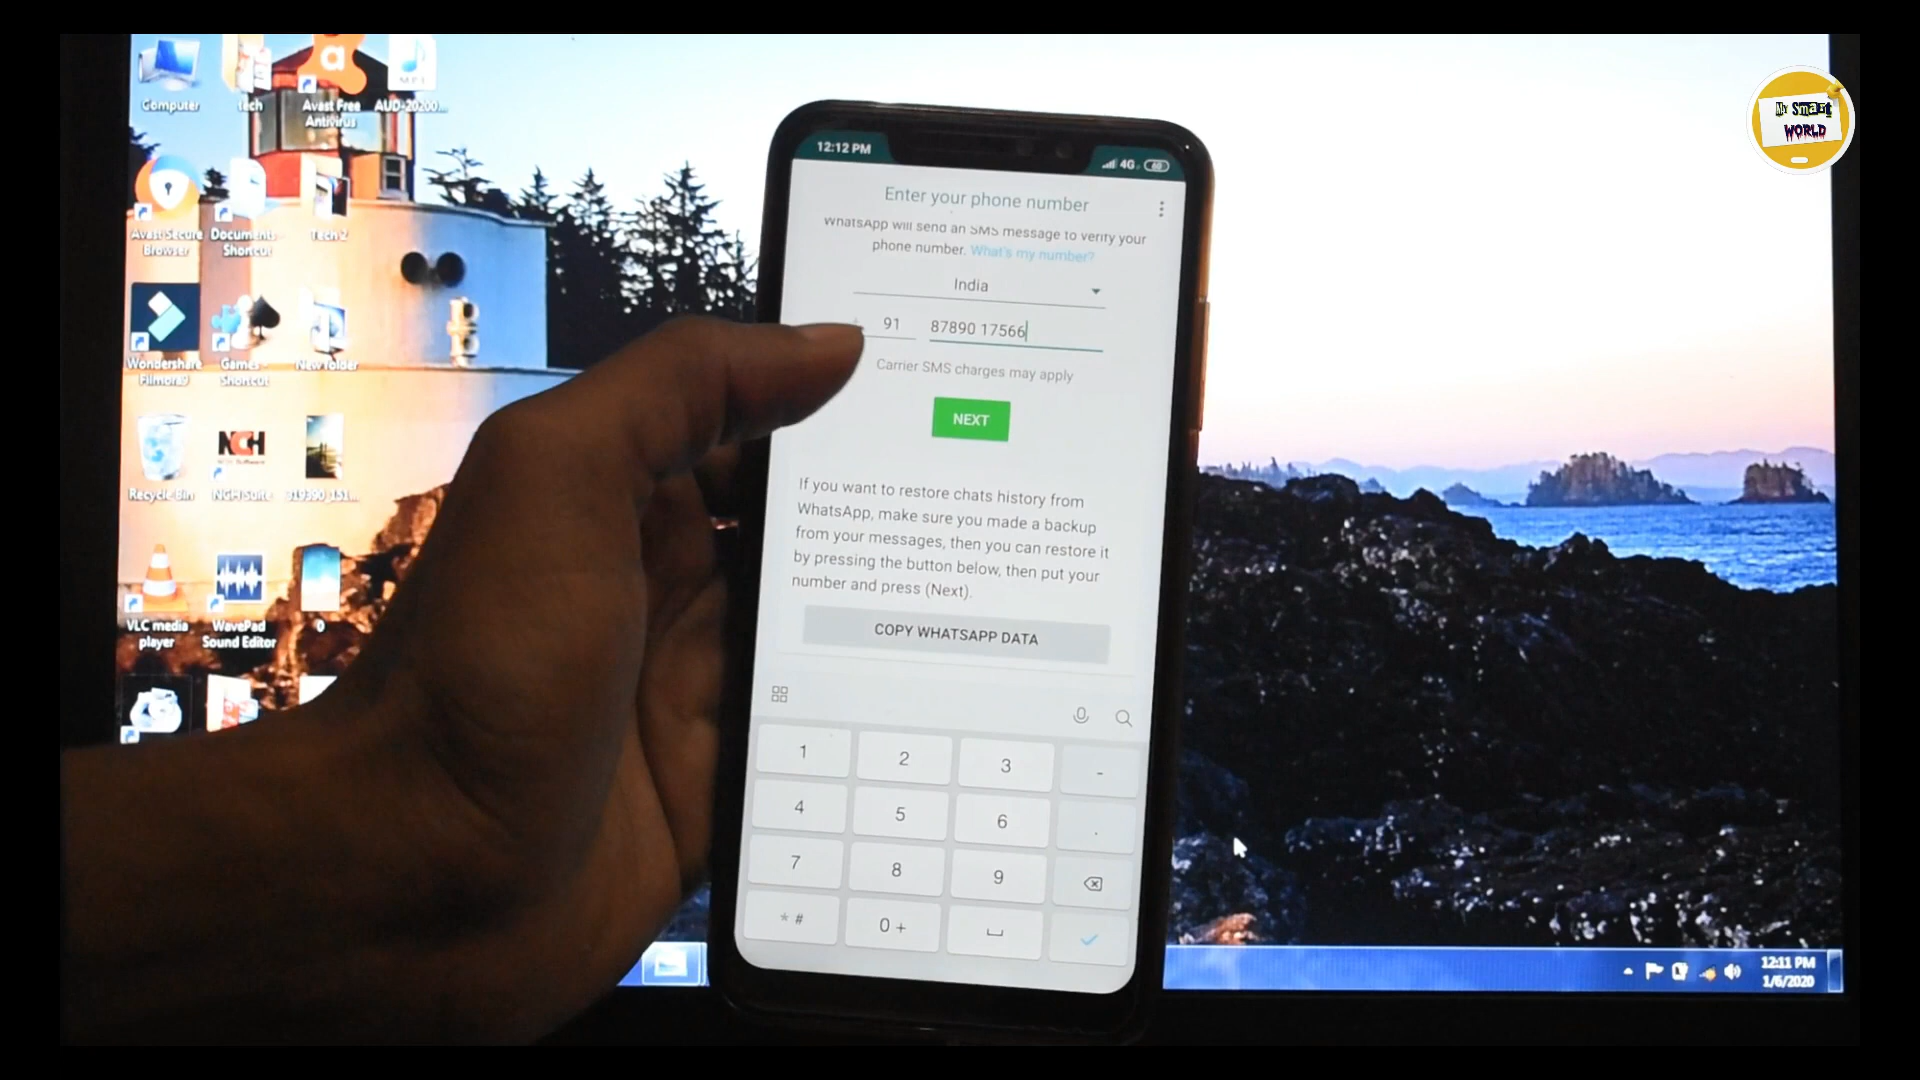 Computer
tech
Avast Free
Antivirus
AUD-20200...
Avast Secure
Browser
Documents -
Shortcut
Tech 2
Wondershare
Filmora9
Games -
Shortcut
New folder
Recycle Bin
NCH
NCH Suite
VLC media
player
WavePad
Sound Editor
0
My Smart
WORLD
12:12 PM
4G
60
Enter your phone number
WhatsApp will send an SMS message to verify your
phone number. What's my number?
India
+ 91 87890 17566
Carrier SMS charges may apply
NEXT
If you want to restore chats history from
WhatsApp, make sure you made a backup
from your messages, then you can restore it
by pressing the button below, then put your
number and press (Next).
COPY WHATSAPP DATA
1 2 3 -
4 5 6 .
7 8 9
* # 0 +
12:11 PM
1/6/2020